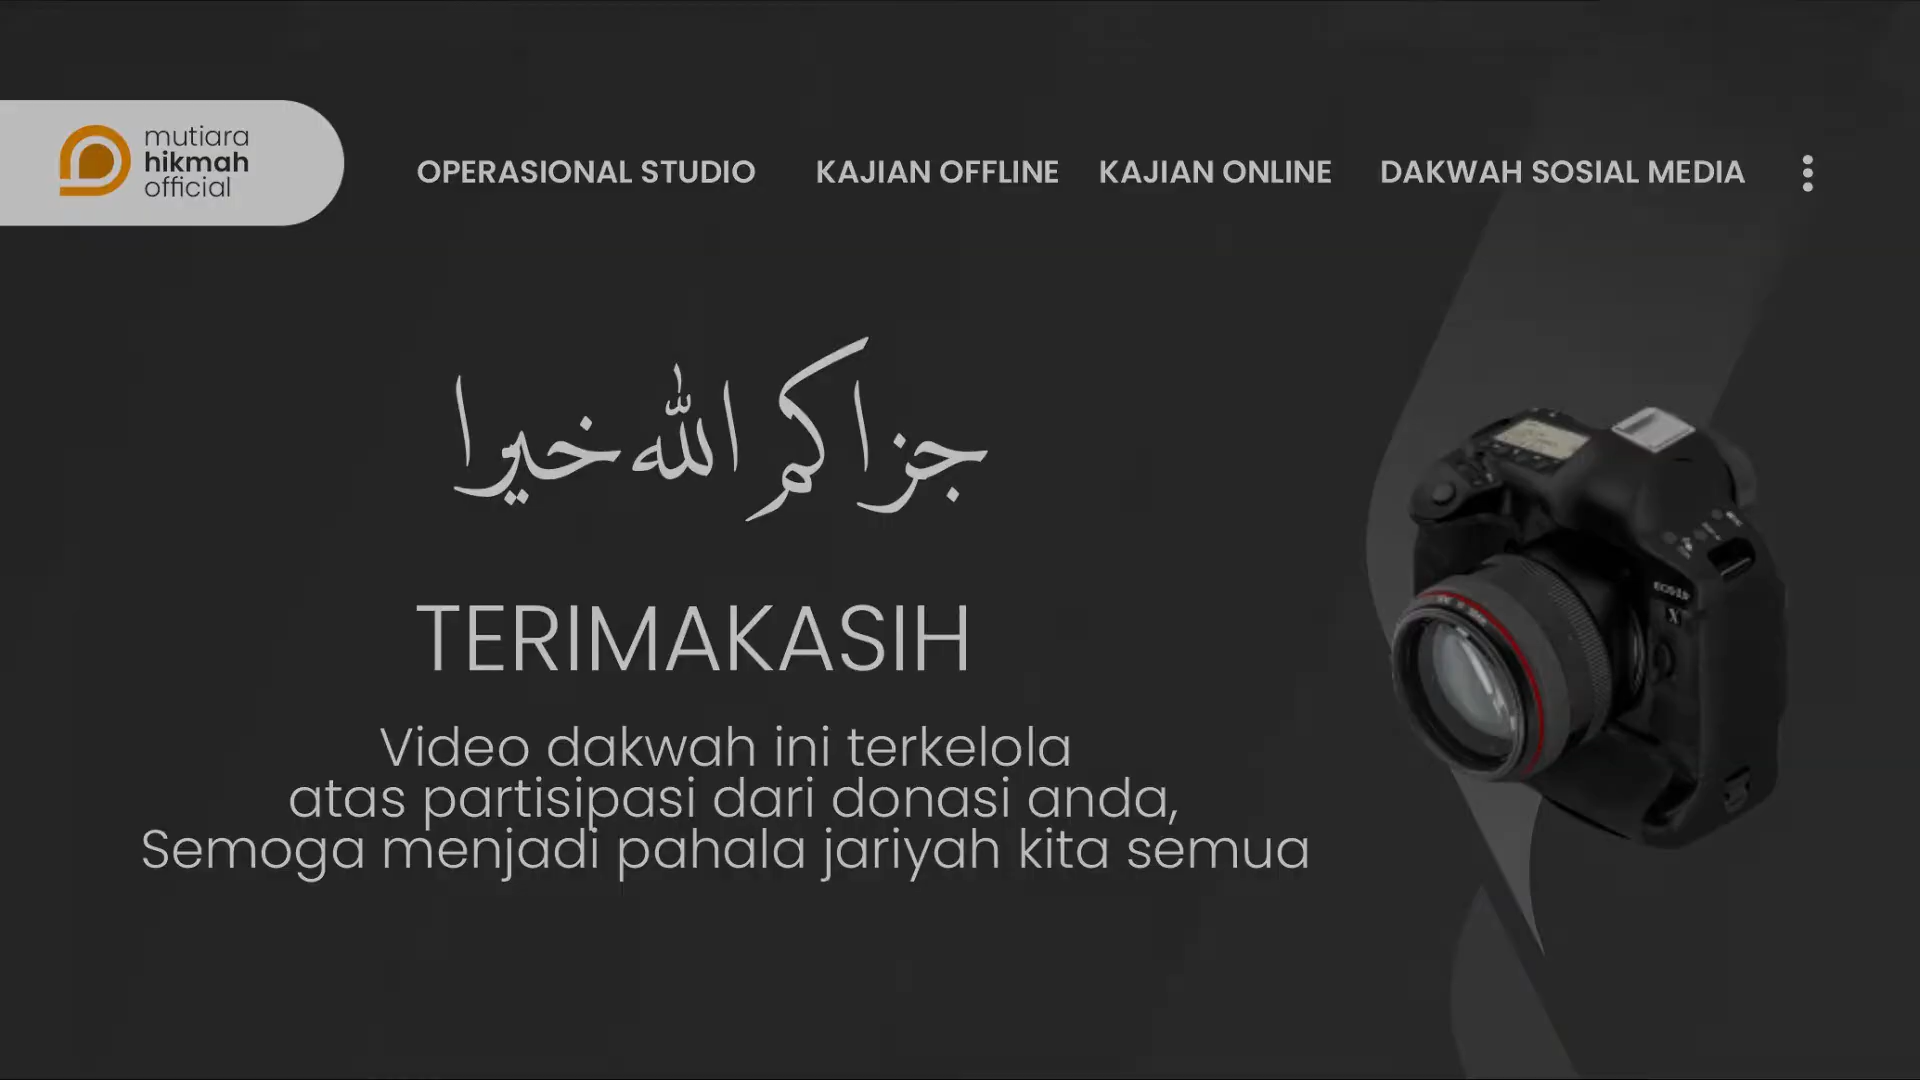 mutiara
hikmah
official
OPERASIONAL STUDIO KAJIAN OFFLINE KAJIAN ONLINE DAKWAH SOSIAL MEDIA
جزاكم الله خيرا
TERIMAKASIH
Video dakwah ini terkelola
atas partisipasi dari donasi anda,
Semoga menjadi pahala jariyah kita semua